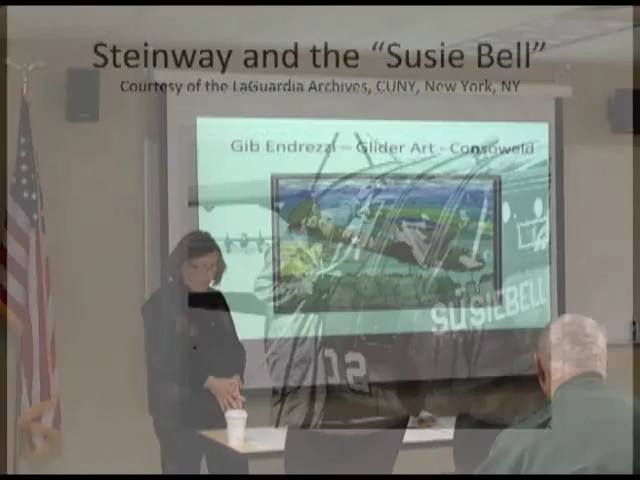 Steinway and the “Susie Bell”
Courtesy of the LaGuardia Archives, CUNY, New York, NY
Gib Endrezzi – Glider Art - Consoweld
SUSIEBELL